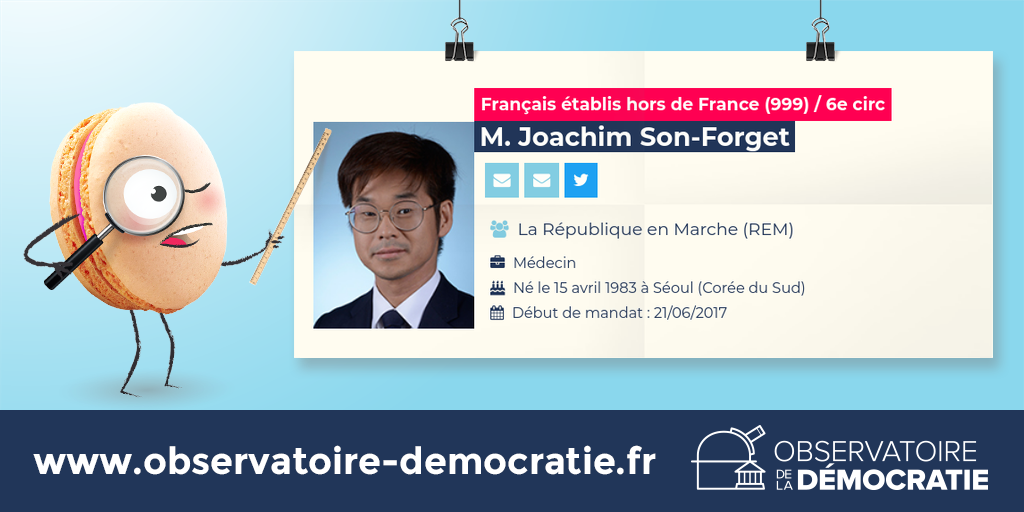 Français établis hors de France (999) / 6e circ
M. Joachim Son-Forget
La République en Marche (REM)
Médecin
Né le 15 avril 1983 à Séoul (Corée du Sud)
Début de mandat : 21/06/2017
www.observatoire-democratie.fr
OBSERVATOIRE
DE LA DÉMOCRATIE